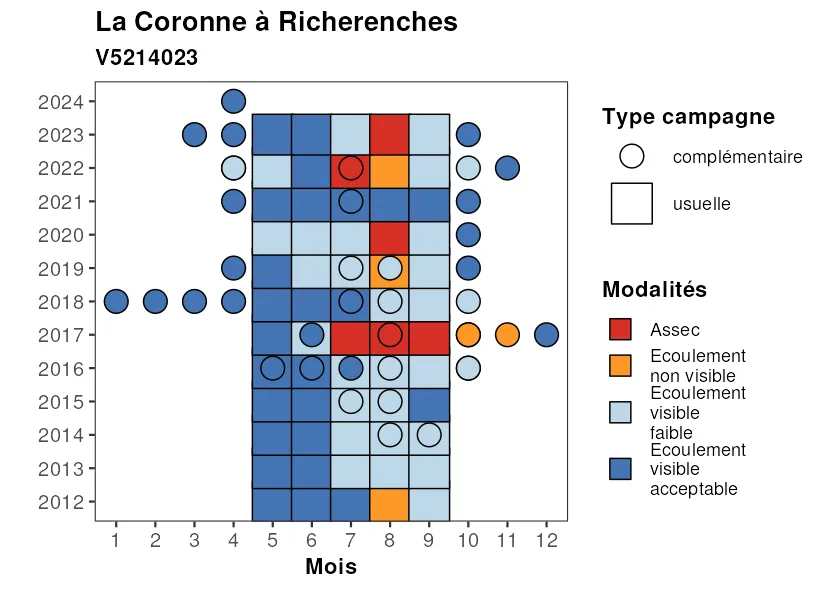 La Coronne à Richerenches
V5214023
2024
2023
2022
2021
2020
2019
2018
2017
2016
2015
2014
2013
2012
1 2 3 4 5 6 7 8 9 10 11 12
Mois
Type campagne
complémentaire
usuelle
Modalités
Assec
Ecoulement
non visible
Ecoulement
visible
faible
Ecoulement
visible
acceptable